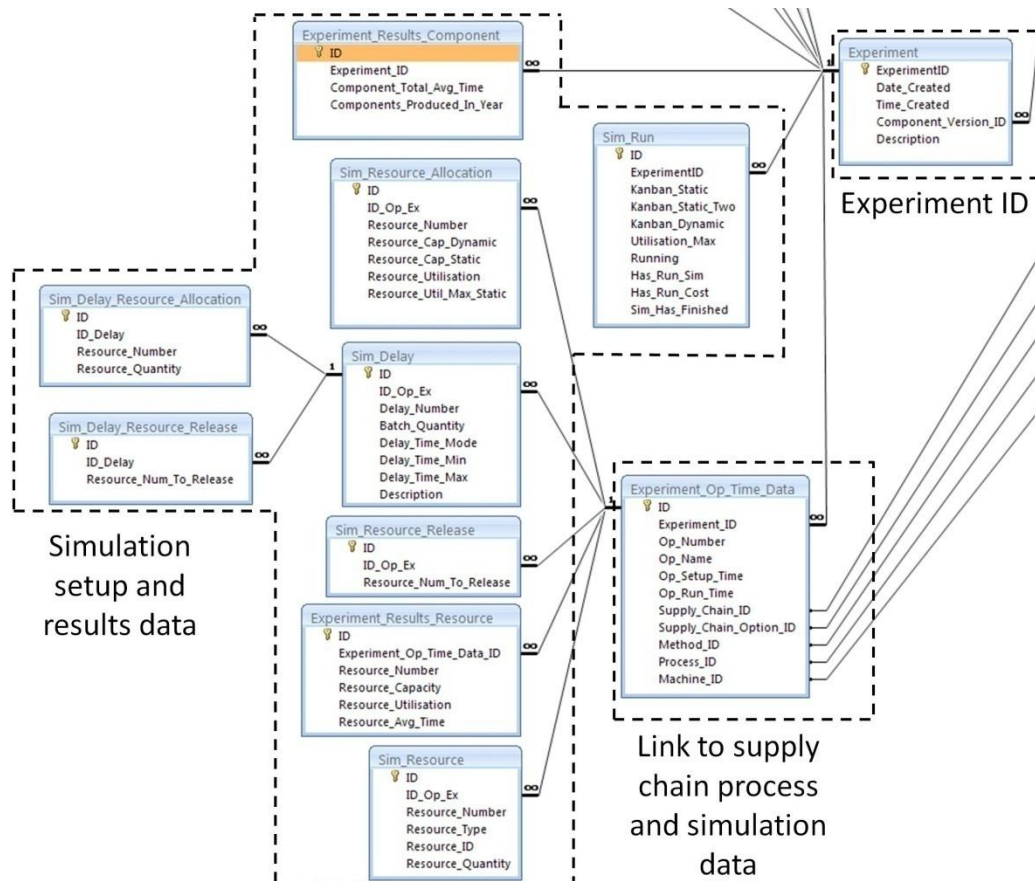 Experiment_Results_Component
ID
Experiment_ID
Component_Total_Avg_Time
Components_Produced_In_Year
∞
1
Experiment
ExperimentID
Date_Created
Time_Created
Component_Version_ID
Description
∞
Experiment ID
Sim_Run
ID
ExperimentID
Kanban_Static
Kanban_Static_Two
Kanban_Dynamic
Utilisation_Max
Running
Has_Run_Sim
Has_Run_Cost
Sim_Has_Finished
∞
Sim_Resource_Allocation
ID
ID_Op_Ex
Resource_Number
Resource_Cap_Dynamic
Resource_Cap_Static
Resource_Utilisation
Resource_Util_Max_Static
∞
Sim_Delay_Resource_Allocation
ID
ID_Delay
Resource_Number
Resource_Quantity
∞
1
Sim_Delay
ID
ID_Op_Ex
Delay_Number
Batch_Quantity
Delay_Time_Mode
Delay_Time_Min
Delay_Time_Max
Description
∞
Sim_Delay_Resource_Release
ID
ID_Delay
Resource_Num_To_Release
∞
Simulation
setup and
results data
Sim_Resource_Release
ID
ID_Op_Ex
Resource_Num_To_Release
∞
Experiment_Results_Resource
ID
Experiment_Op_Time_Data_ID
Resource_Number
Resource_Capacity
Resource_Utilisation
Resource_Avg_Time
∞
Sim_Resource
ID
ID_Op_Ex
Resource_Number
Resource_Type
Resource_ID
Resource_Quantity
∞
1
Experiment_Op_Time_Data
ID
Experiment_ID
Op_Number
Op_Name
Op_Setup_Time
Op_Run_Time
Supply_Chain_ID
Supply_Chain_Option_ID
Method_ID
Process_ID
Machine_ID
∞
Link to supply
chain process
and simulation
data